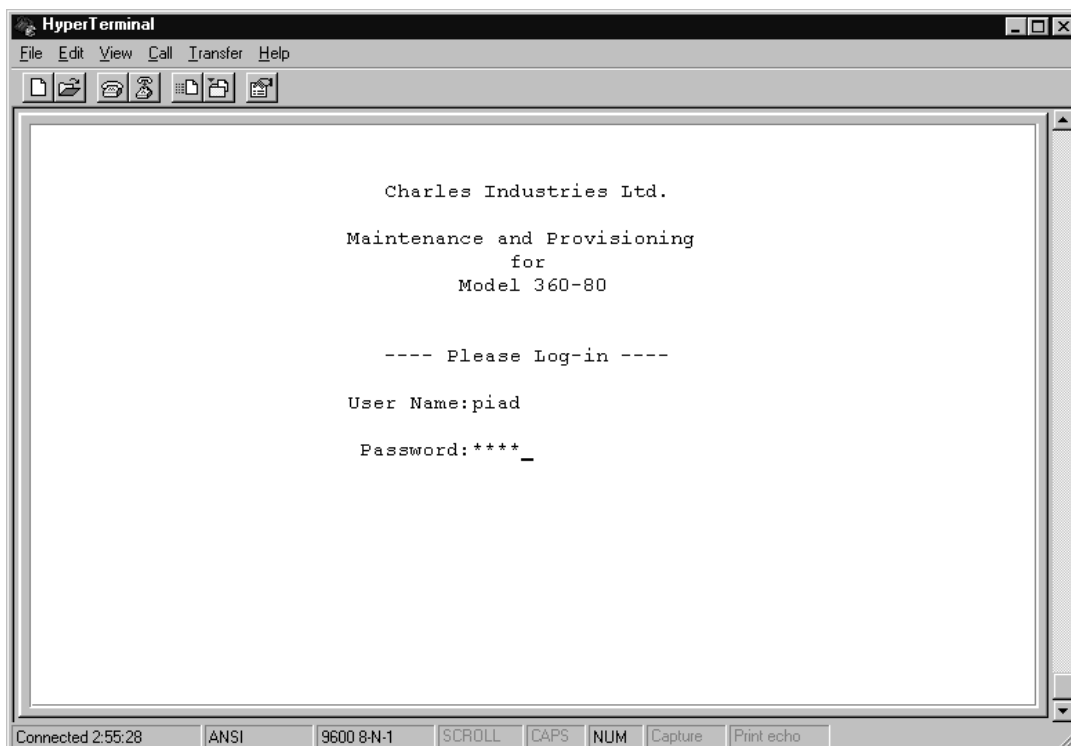 HyperTerminal
File Edit View Call Transfer Help
Charles Industries Ltd.
Maintenance and Provisioning
for
Model 360-80
---- Please Log-in ----
User Name:piad
Password:****_
Connected 2:55:28 ANSI 9600 8-N-1 SCROLL CAPS NUM Capture Print echo